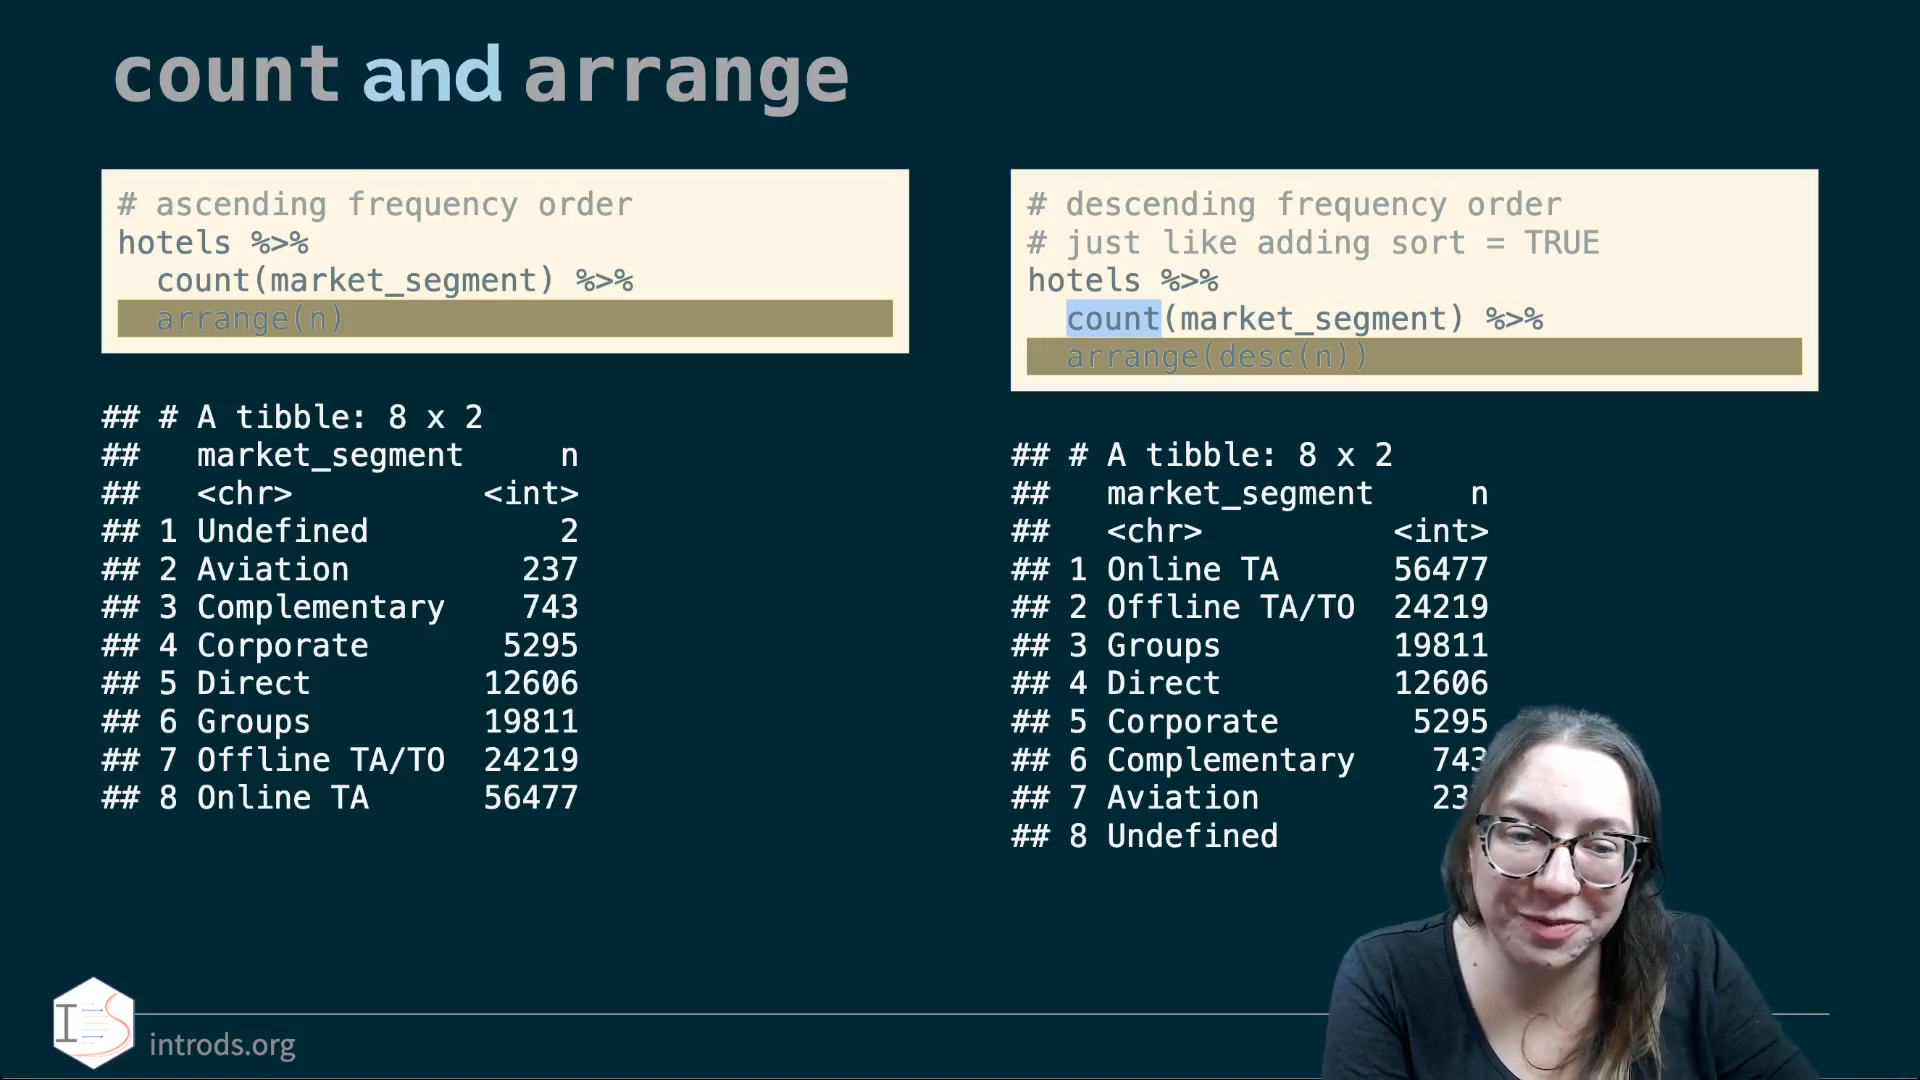 count and arrange
# ascending frequency order
hotels %>%
  count(market_segment) %>%
  arrange(n)
## # A tibble: 8 x 2
##   market_segment     n
##   <chr>          <int>
## 1 Undefined          2
## 2 Aviation         237
## 3 Complementary    743
## 4 Corporate       5295
## 5 Direct         12606
## 6 Groups         19811
## 7 Offline TA/TO  24219
## 8 Online TA      56477
# descending frequency order
# just like adding sort = TRUE
hotels %>%
  count(market_segment) %>%
  arrange(desc(n))
## # A tibble: 8 x 2
##   market_segment     n
##   <chr>          <int>
## 1 Online TA      56477
## 2 Offline TA/TO  24219
## 3 Groups         19811
## 4 Direct         12606
## 5 Corporate       5295
## 6 Complementary    743
## 7 Aviation
## 8 Undefined
IS
introds.org